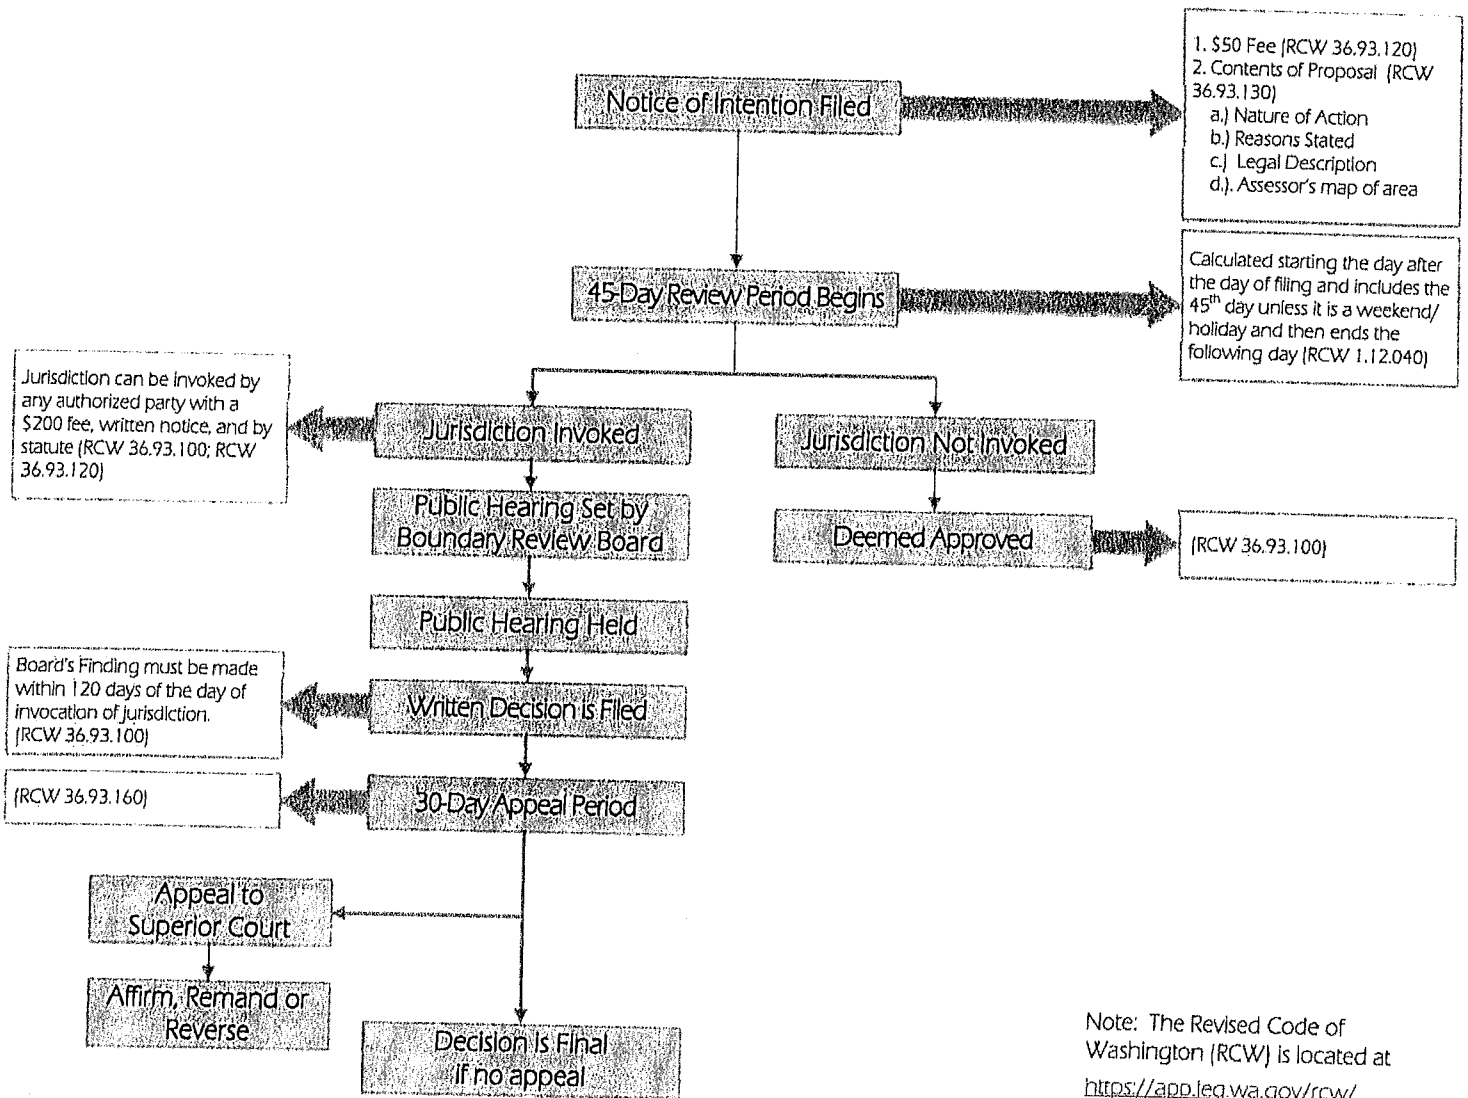 Notice of Intention Filed
1. $50 Fee (RCW 36.93.120)
2. Contents of Proposal (RCW
36.93.130)
a.) Nature of Action
b.) Reasons Stated
c.) Legal Description
d.). Assessor's map of area
45-Day Review Period Begins
Calculated starting the day after
the day of filing and includes the
45th day unless it is a weekend/
holiday and then ends the
following day (RCW 1.12.040)
Jurisdiction can be invoked by
any authorized party with a
$200 fee, written notice, and by
statute (RCW 36.93.100; RCW
36.93.120)
Jurisdiction Invoked
Jurisdiction Not Invoked
Public Hearing Set by
Boundary Review Board
Deemed Approved
(RCW 36.93.100)
Public Hearing Held
Board's Finding must be made
within 120 days of the day of
invocation of jurisdiction.
(RCW 36.93.100)
Written Decision is Filed
(RCW 36.93.160)
30-Day Appeal Period
Appeal to
Superior Court
Affirm, Remand or
Reverse
Decision is Final
if no appeal
Note: The Revised Code of
Washington (RCW) is located at
https://app.leg.wa.gov/rcw/